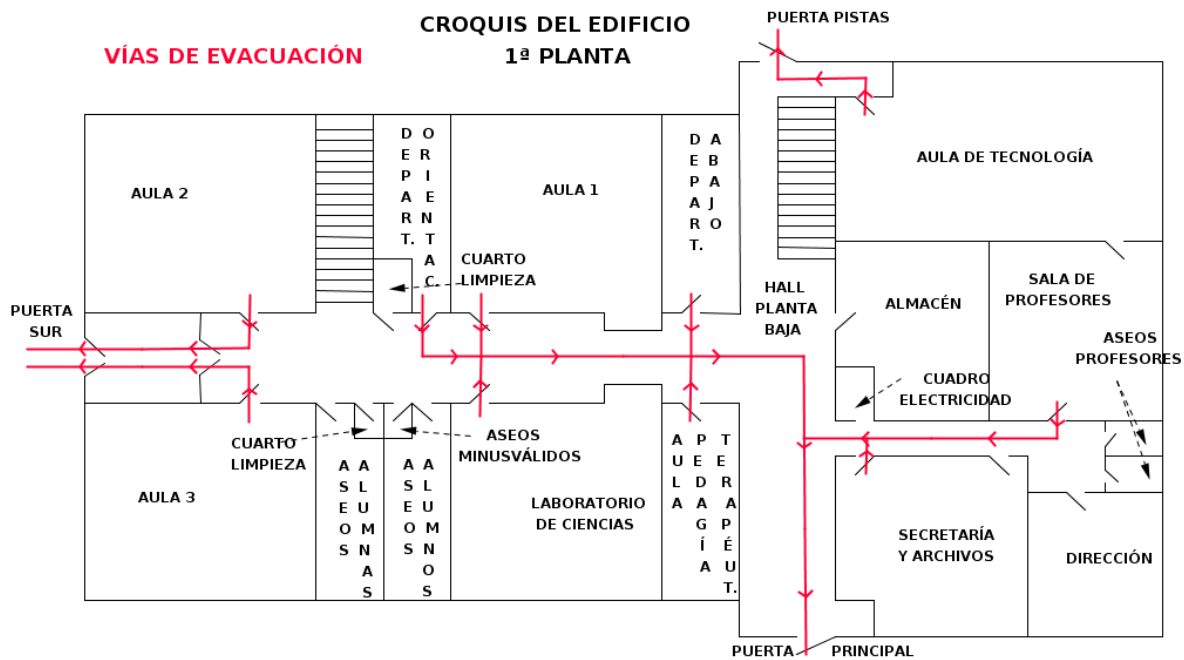 CROQUIS DEL EDIFICIO
1ª PLANTA
VÍAS DE EVACUACIÓN
PUERTA PISTAS
AULA 2
DEPART.
ORIENTAC.
AULA 1
DEPART.
ABAJO
AULA DE TECNOLOGÍA
CUARTO
LIMPIEZA
HALL
PLANTA
BAJA
ALMACÉN
SALA DE
PROFESORES
PUERTA
SUR
ASEOS
PROFESORES
CUADRO
ELECTRICIDAD
CUARTO
LIMPIEZA
ASEOS
MINUSVÁLIDOS
AULA 3
ASEOS
ALUMNAS
ASEOS
ALUMNOS
LABORATORIO
DE CIENCIAS
AULA
PEDAGÍA
TERAPÉUT.
SECRETARÍA
Y ARCHIVOS
DIRECCIÓN
PUERTA PRINCIPAL